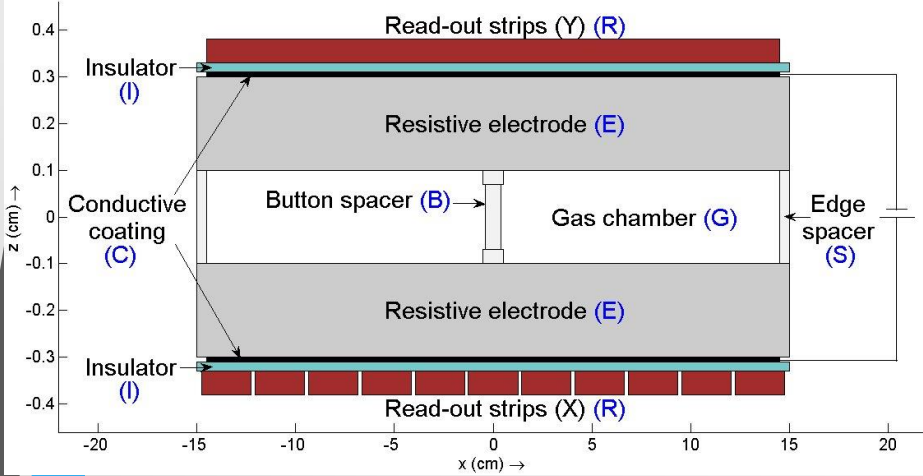 Read-out strips (Y) (R)
Insulator
(I)
Resistive electrode (E)
Conductive
coating
(C)
Button spacer (B)
Gas chamber (G)
Edge
spacer
(S)
Resistive electrode (E)
Insulator
(I)
Read-out strips (X) (R)
z (cm) →
0.4
0.3
0.2
0.1
0
-0.1
-0.2
-0.3
-0.4
-20
-15
-10
-5
0
5
10
15
20
x (cm) →